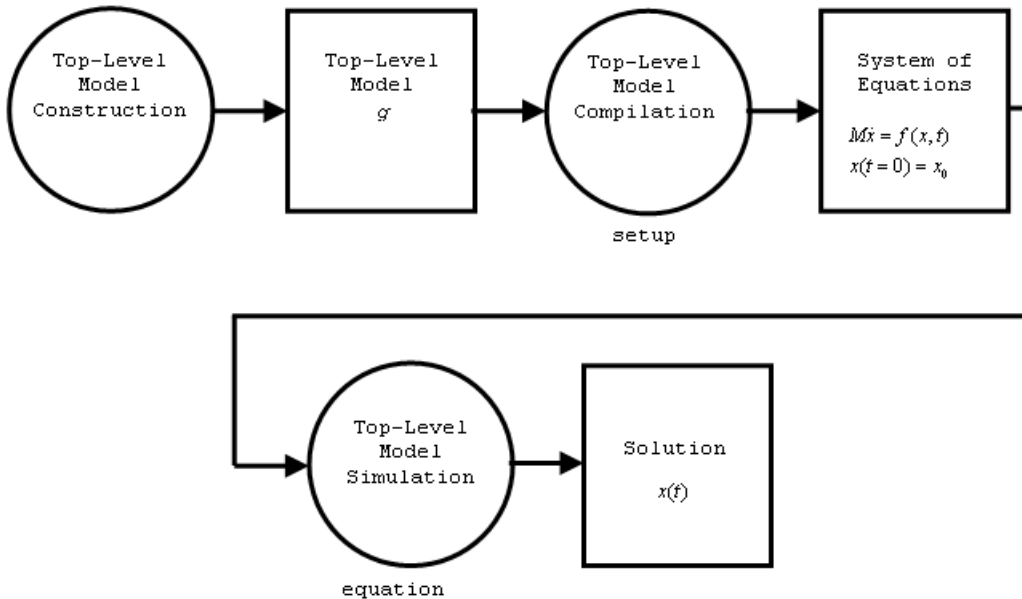 Top-Level
Model
Construction
Top-Level
Model
g
Top-Level
Model
Compilation
setup
System of
Equations
Mẋ = f(x,t)
x(t = 0) = x₀
Top-Level
Model
Simulation
equation
Solution
x(t)